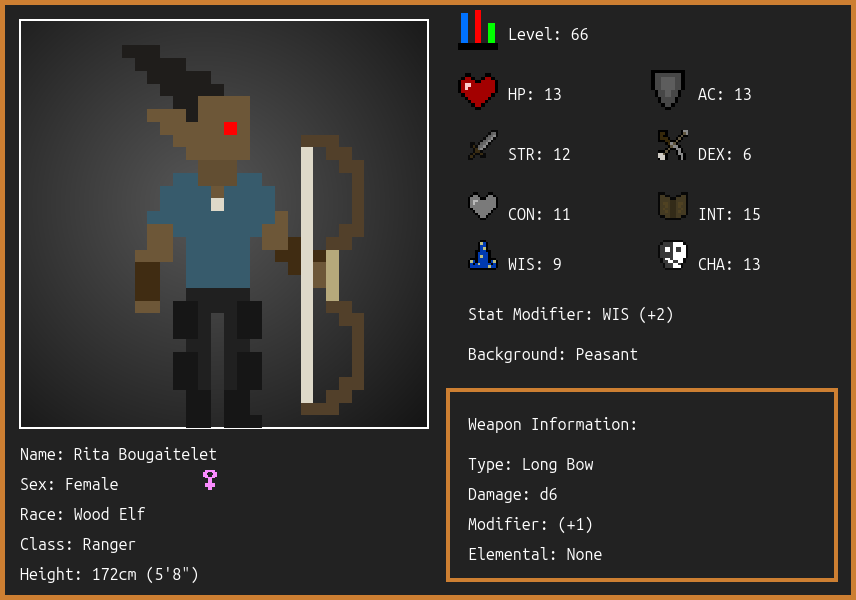 Level: 66
HP: 13
AC: 13
STR: 12
DEX: 6
CON: 11
INT: 15
WIS: 9
CHA: 13
Stat Modifier: WIS (+2)
Background: Peasant
Weapon Information:
Type: Long Bow
Damage: d6
Modifier: (+1)
Elemental: None
Name: Rita Bougaitelet
Sex: Female
Race: Wood Elf
Class: Ranger
Height: 172cm (5'8")